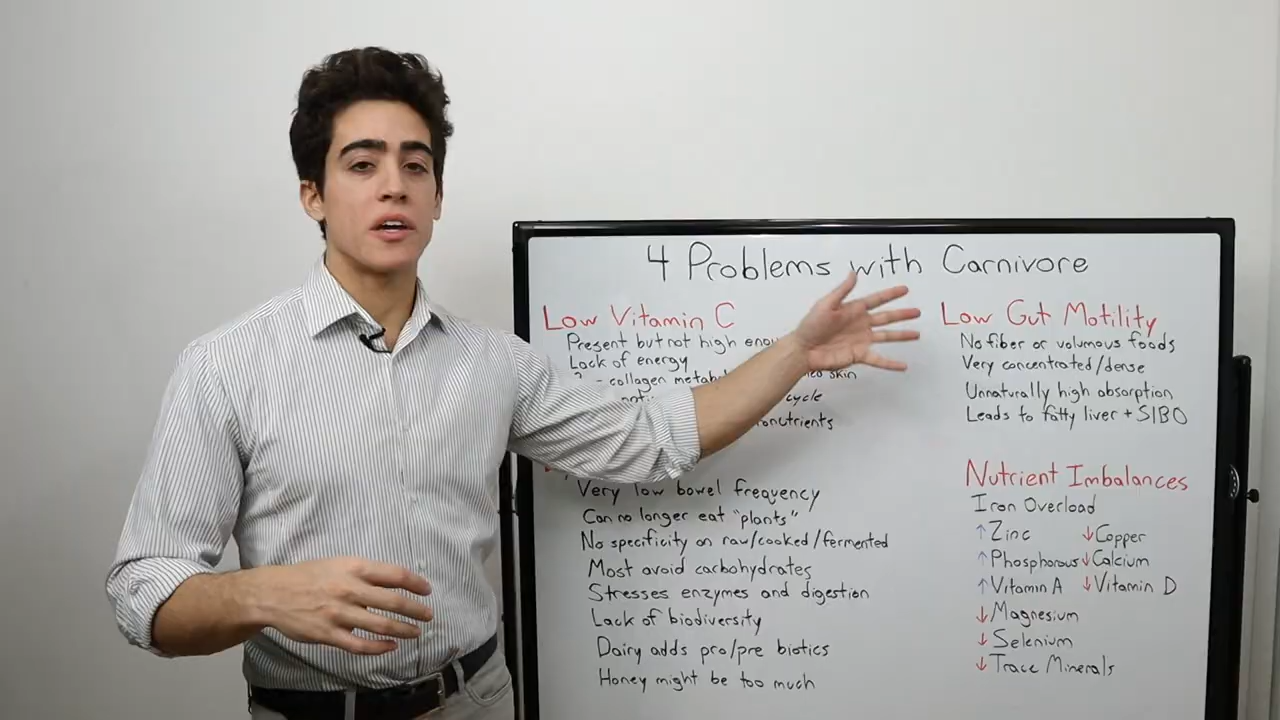 4 Problems with Carnivore
Low Vitamin C
Present but not high
Lack of energy
- collagen skin
cycle
Very low bowel frequency
Can no longer eat "plants"
No specificity on raw/cooked/fermented
Most avoid carbohydrates
Stresses enzymes and digestion
Lack of biodiversity
Dairy adds pro/pre biotics
Honey might be too much
Low Gut Motility
No fiber or volumous foods
Very concentrated/dense
Unnaturally high absorption
Leads to fatty liver + SIBO
Nutrient Imbalances
Iron Overload
↑Zinc ↓Copper
↑Phosphorous ↓Calcium
↑Vitamin A ↓Vitamin D
↓Magnesium
↓Selenium
↓Trace Minerals